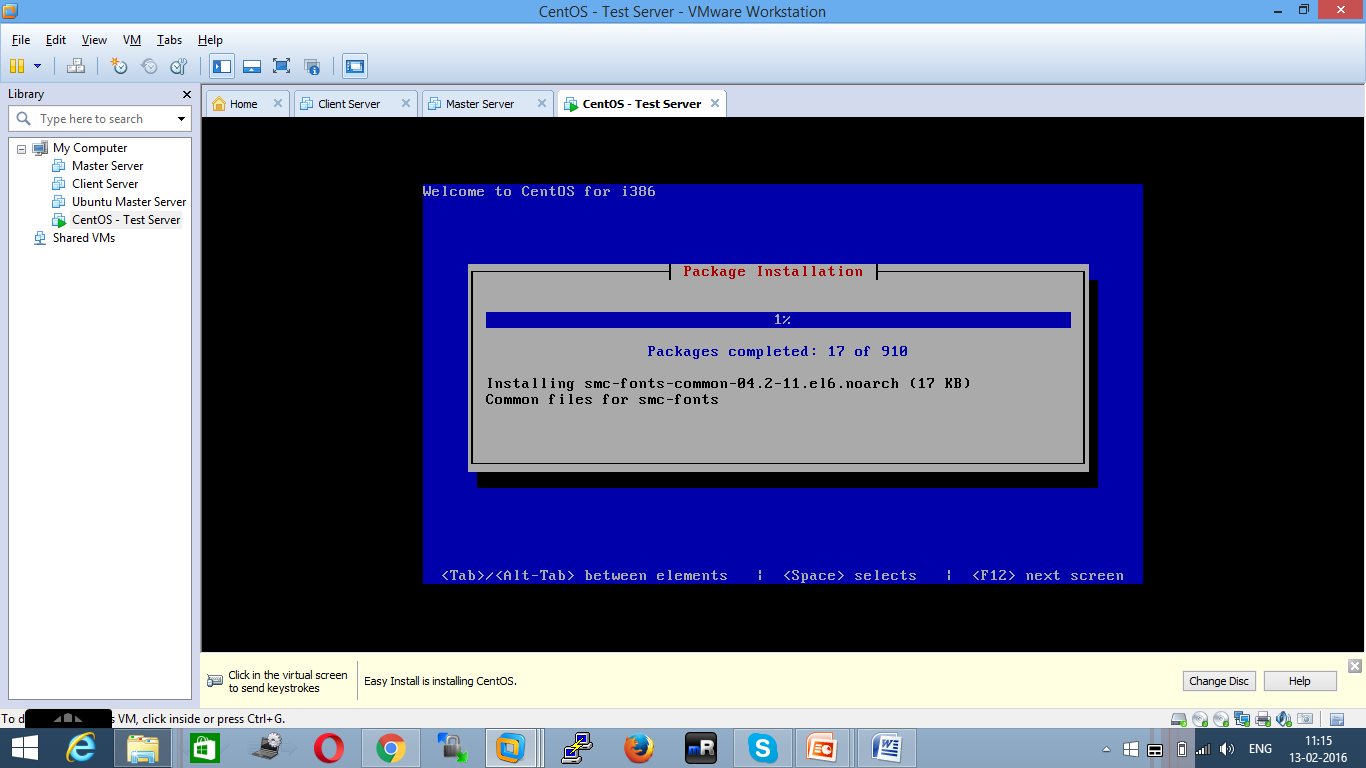 CentOS - Test Server - VMware Workstation
File Edit View VM Tabs Help
Library
Type here to search
My Computer
Master Server
Client Server
Ubuntu Master Server
CentOS - Test Server
Shared VMs
Home
Client Server
Master Server
CentOS - Test Server
Welcome to CentOS for i386
Package Installation
1%
Packages completed: 17 of 910
Installing smc-fonts-common-04.2-11.el6.noarch (17 KB)
Common files for smc-fonts
<Tab>/<Alt-Tab> between elements | <Space> selects | <F12> next screen
Click in the virtual screen
to send keystrokes
Easy Install is installing CentOS.
Change Disc
Help
To d
s VM, click inside or press Ctrl+G.
mR
ENG
11:15
13-02-2016